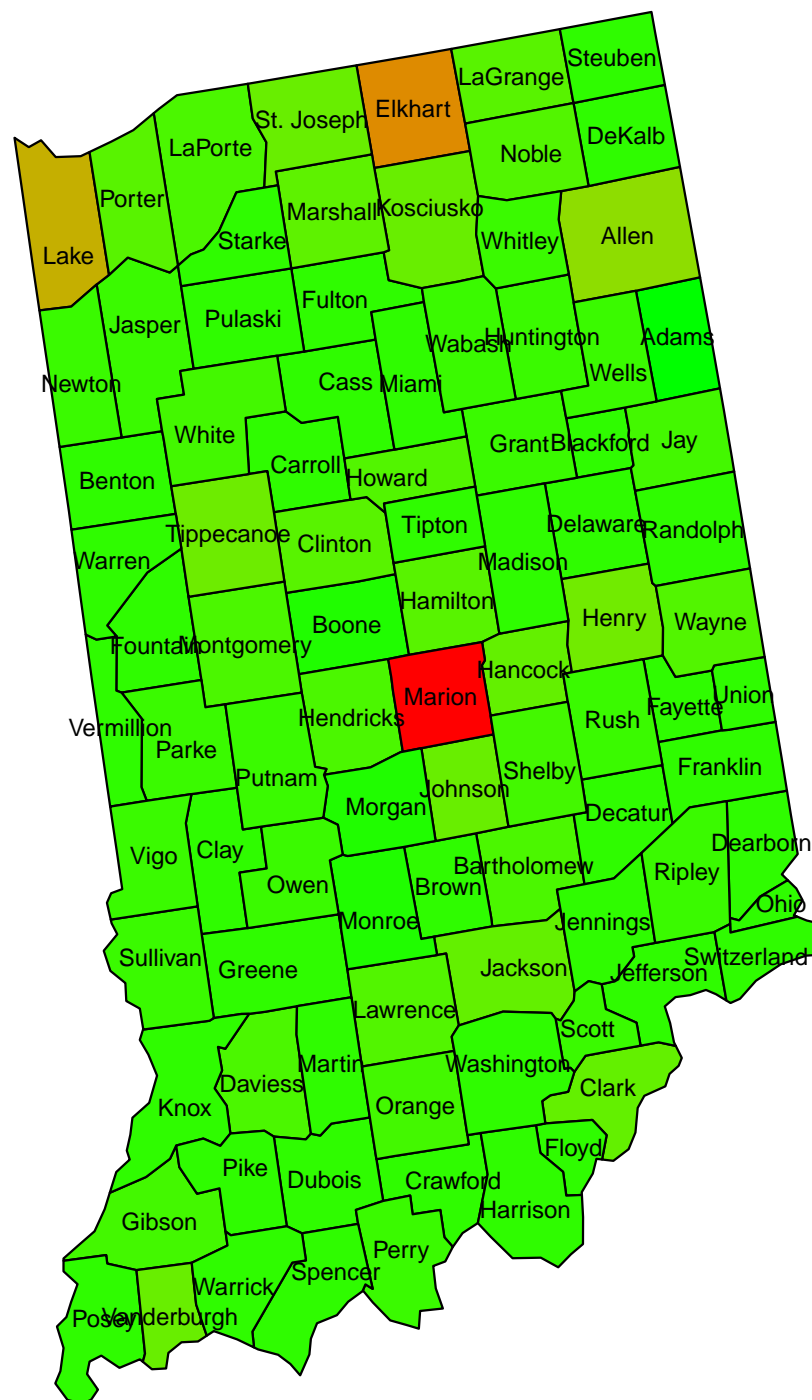 Steuben
LaGrange
Elkhart
St. Joseph
DeKalb
LaPorte
Noble
Porter
Marshall
Kosciusko
Allen
Starke
Whitley
Lake
Fulton
Pulaski
Jasper
Adams
Huntington
Wabash
Wells
Cass
Miami
Newton
White
Grant
Blackford
Jay
Carroll
Howard
Benton
Tipton
Delaware
Randolph
Tippecanoe
Clinton
Warren
Madison
Hamilton
Henry
Wayne
Boone
Fountain
Montgomery
Hancock
Marion
Union
Fayette
Hendricks
Rush
Vermillion
Parke
Putnam
Shelby
Franklin
Johnson
Morgan
Decatur
Dearborn
Clay
Vigo
Bartholomew
Ripley
Owen
Brown
Ohio
Monroe
Jennings
Sullivan
Switzerland
Greene
Jackson
Jefferson
Lawrence
Scott
Martin
Washington
Daviess
Clark
Knox
Orange
Floyd
Pike
Dubois
Crawford
Harrison
Gibson
Perry
Spencer
Warrick
Posey
Vanderburgh